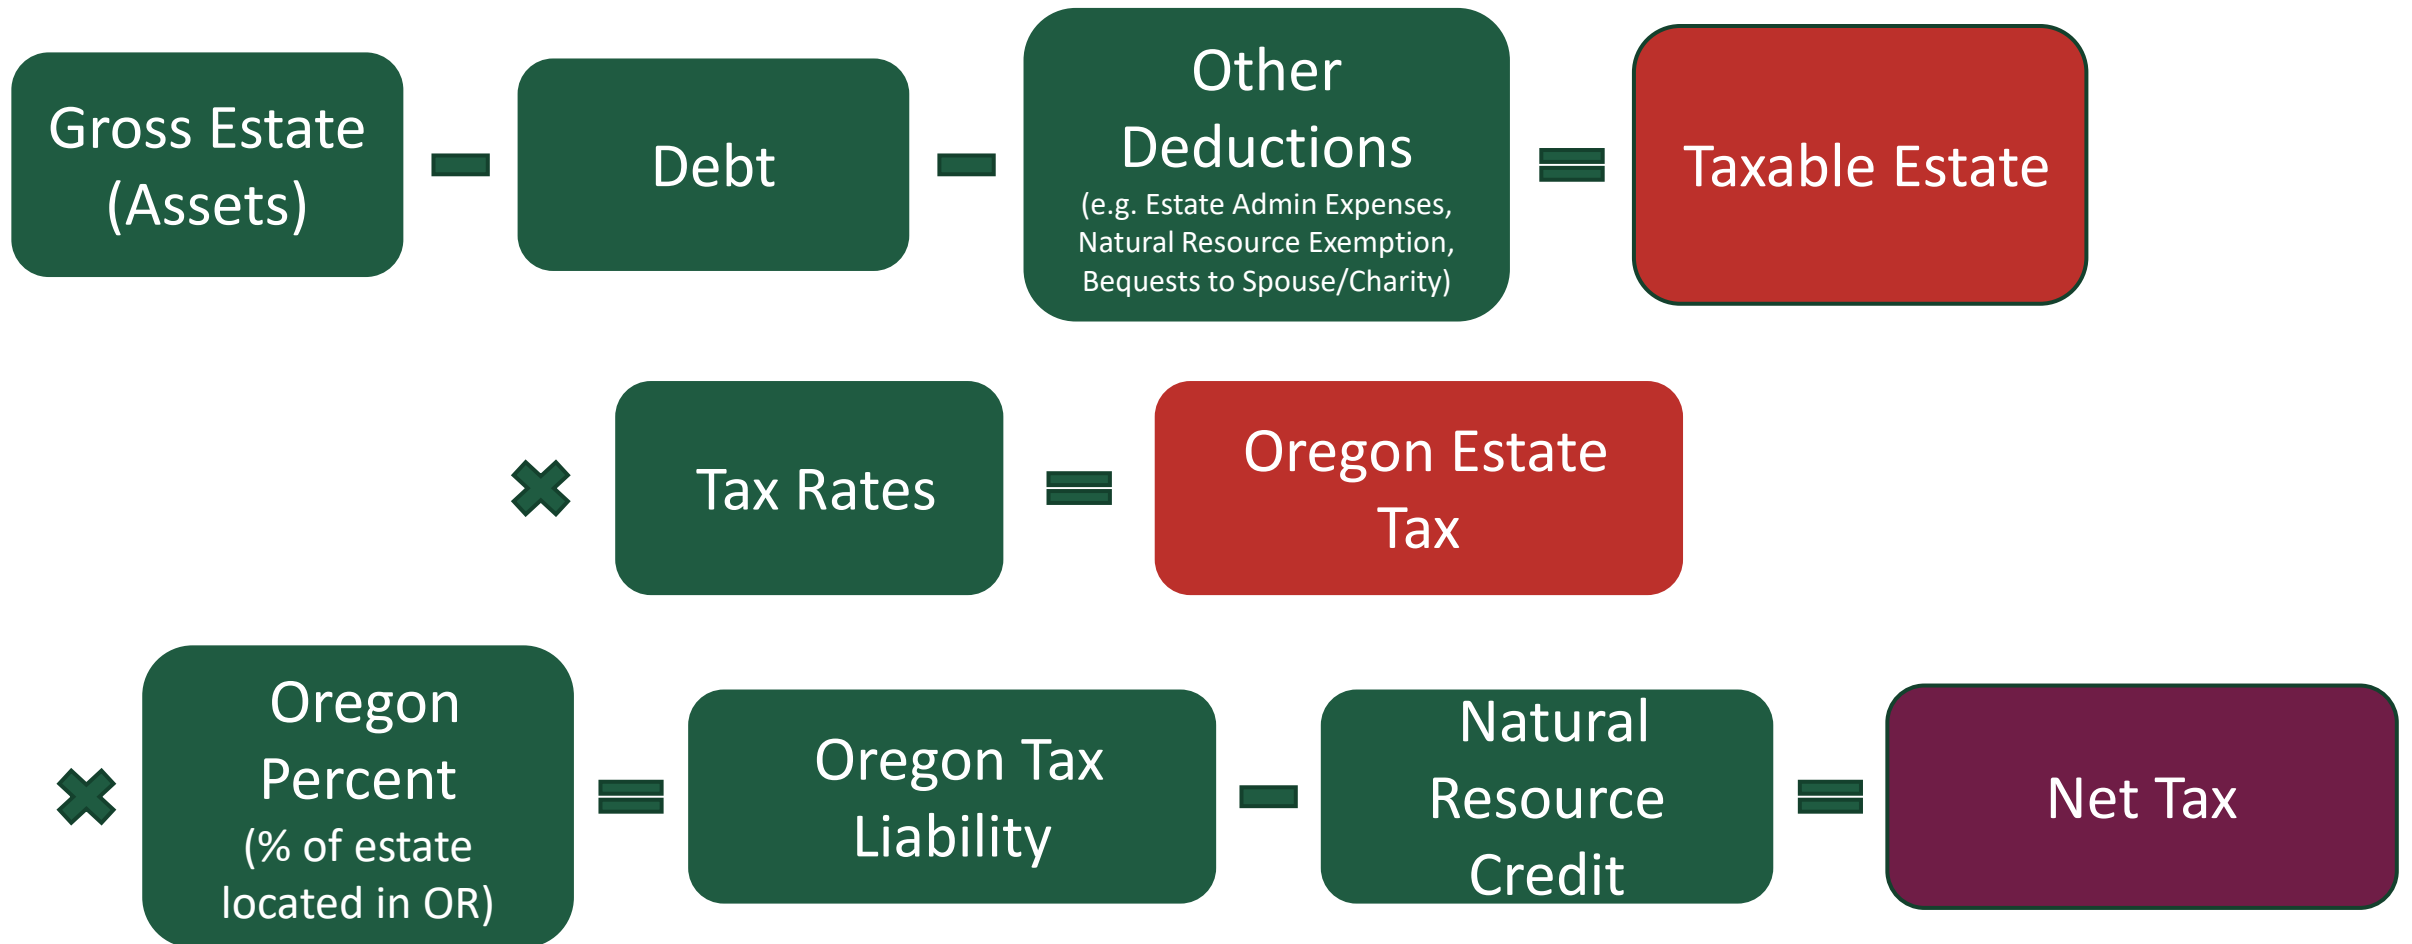 Gross Estate
(Assets)
Debt
Other
Deductions
(e.g. Estate Admin Expenses,
Natural Resource Exemption,
Bequests to Spouse/Charity)
Taxable Estate
Tax Rates
Oregon Estate
Tax
Oregon
Percent
(% of estate
located in OR)
Oregon Tax
Liability
Natural
Resource
Credit
Net Tax